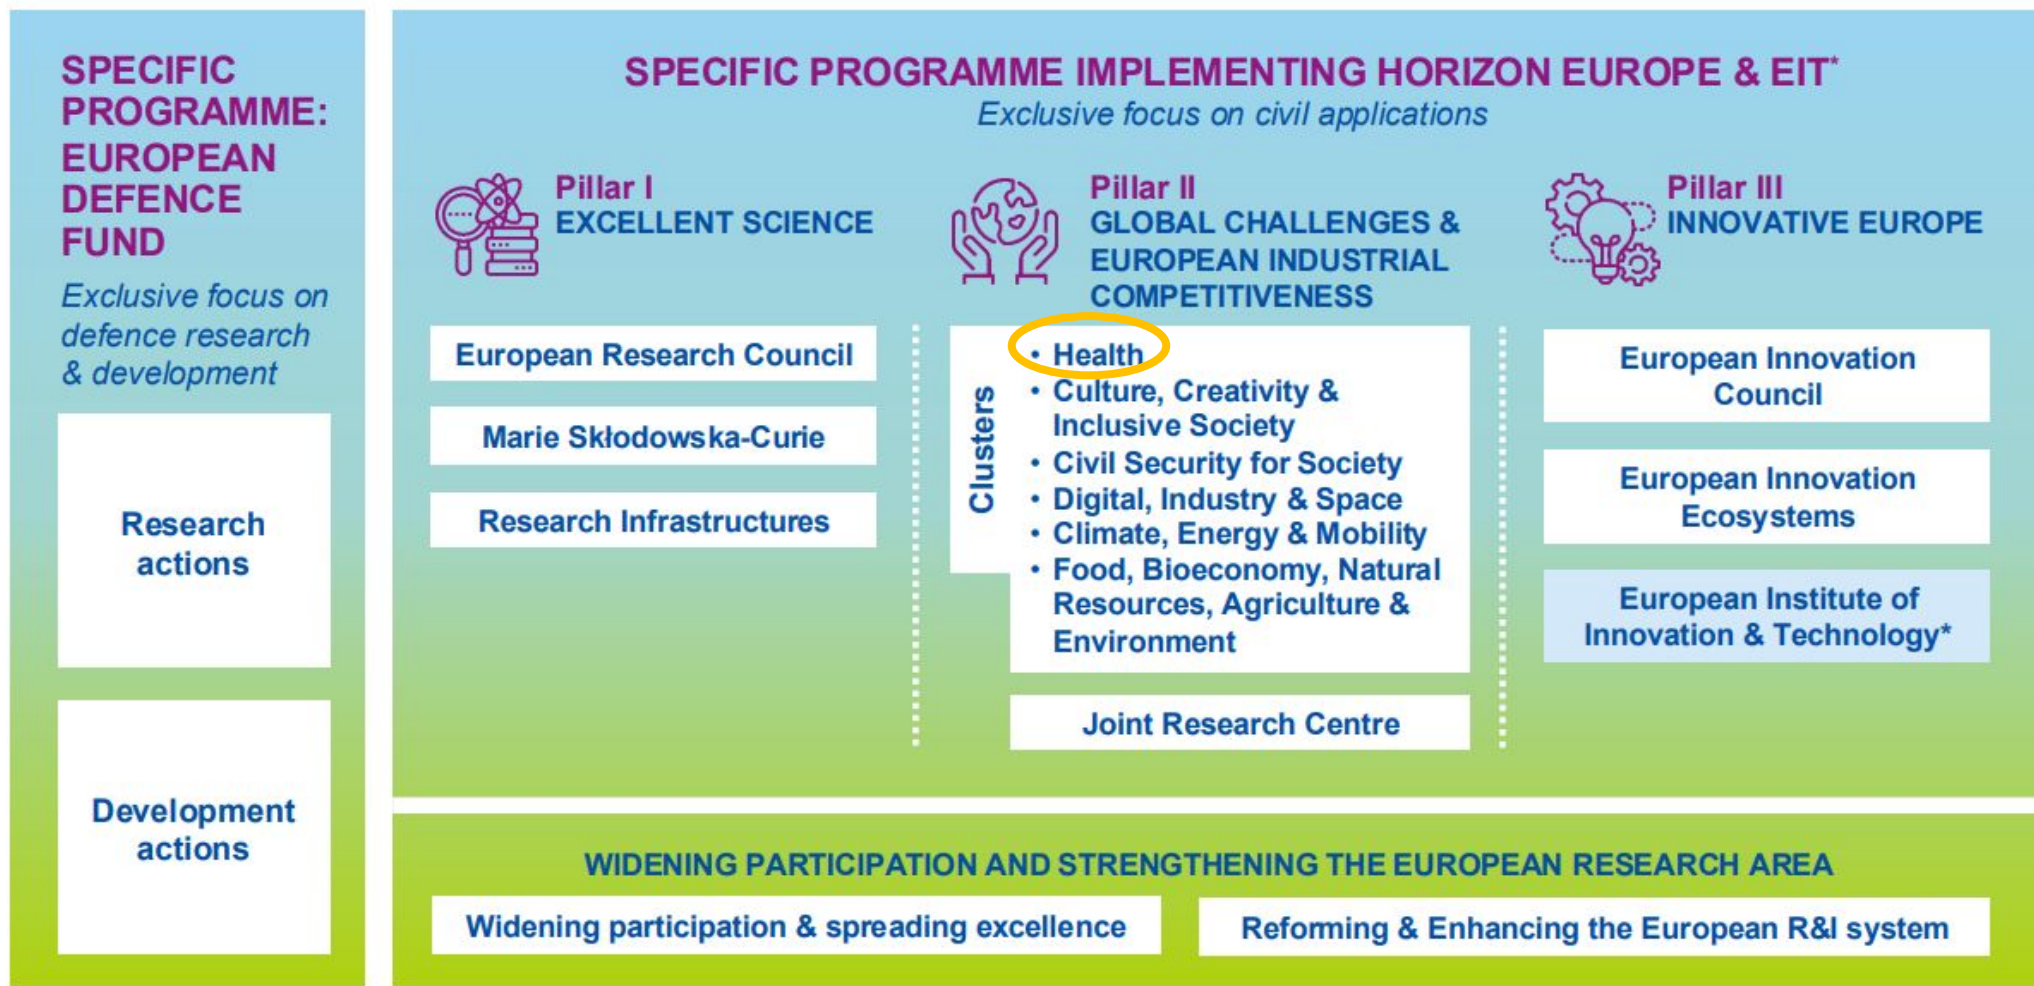 SPECIFIC
PROGRAMME:
EUROPEAN
DEFENCE
FUND
Exclusive focus on
defence research
& development
Research
actions
Development
actions
SPECIFIC PROGRAMME IMPLEMENTING HORIZON EUROPE & EIT*
Exclusive focus on civil applications
Pillar I
EXCELLENT SCIENCE
European Research Council
Marie Skłodowska-Curie
Research Infrastructures
Pillar II
GLOBAL CHALLENGES &
EUROPEAN INDUSTRIAL
COMPETITIVENESS
Clusters
• Health
• Culture, Creativity &
Inclusive Society
• Civil Security for Society
• Digital, Industry & Space
• Climate, Energy & Mobility
• Food, Bioeconomy, Natural
Resources, Agriculture &
Environment
Joint Research Centre
Pillar III
INNOVATIVE EUROPE
European Innovation
Council
European Innovation
Ecosystems
European Institute of
Innovation & Technology*
WIDENING PARTICIPATION AND STRENGTHENING THE EUROPEAN RESEARCH AREA
Widening participation & spreading excellence
Reforming & Enhancing the European R&I system